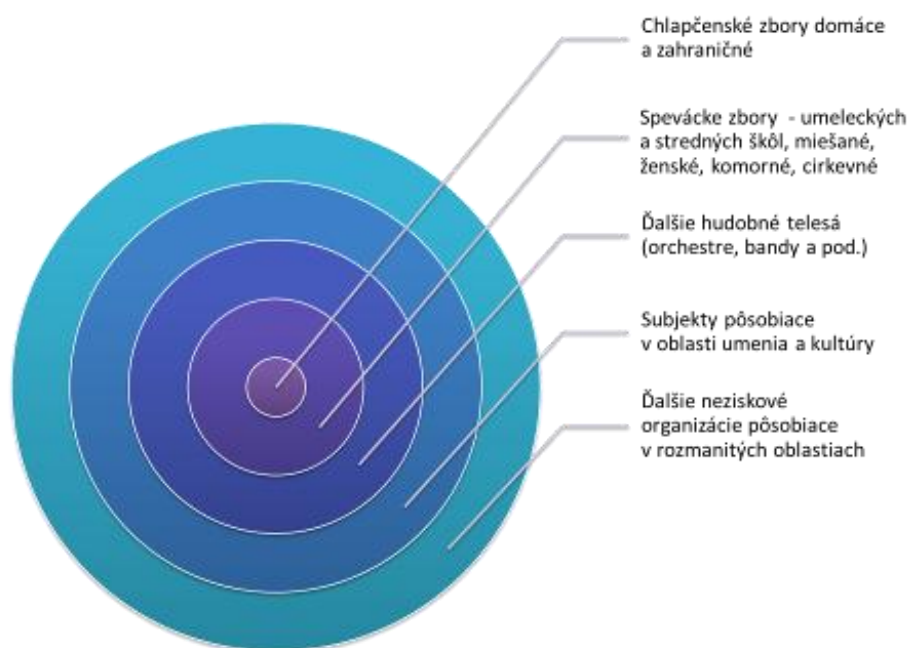 Chlapčenské zbory domáce
a zahraničné
Spevácke zbory - umeleckých
a stredných škôl, miešané,
ženské, komorné, cirkevné
Ďalšie hudobné telesá
(orchestre, bandy a pod.)
Subjekty pôsobiace
v oblasti umenia a kultúry
Ďalšie neziskové
organizácie pôsobiace
v rozmanitých oblastiach